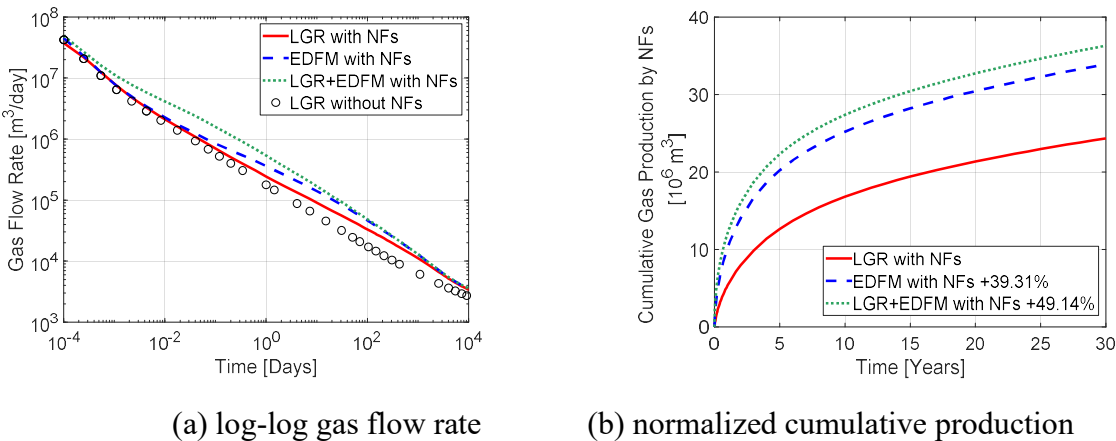 10^8
10^7
10^6
10^5
10^4
10^3
Gas Flow Rate [m^3/day]
LGR with NFs
EDFM with NFs
LGR+EDFM with NFs
LGR without NFs
10^-4 10^-2 10^0 10^2 10^4
Time [Days]
(a) log-log gas flow rate
40
30
20
10
0
Cumulative Gas Production by NFs
[10^6 m^3]
LGR with NFs
EDFM with NFs +39.31%
LGR+EDFM with NFs +49.14%
0 5 10 15 20 25 30
Time [Years]
(b) normalized cumulative production